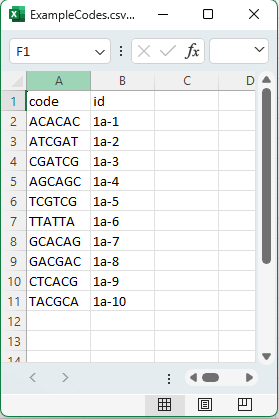 ExampleCodes.csv...
F1
fx
A B C D
1 code id
2 ACACAC 1a-1
3 ATCGAT 1a-2
4 CGATCG 1a-3
5 AGCAGC 1a-4
6 TCGTCG 1a-5
7 TTATTA 1a-6
8 GCACAG 1a-7
9 GACGAC 1a-8
10 CTCACG 1a-9
11 TACGCA 1a-10
12
13
14